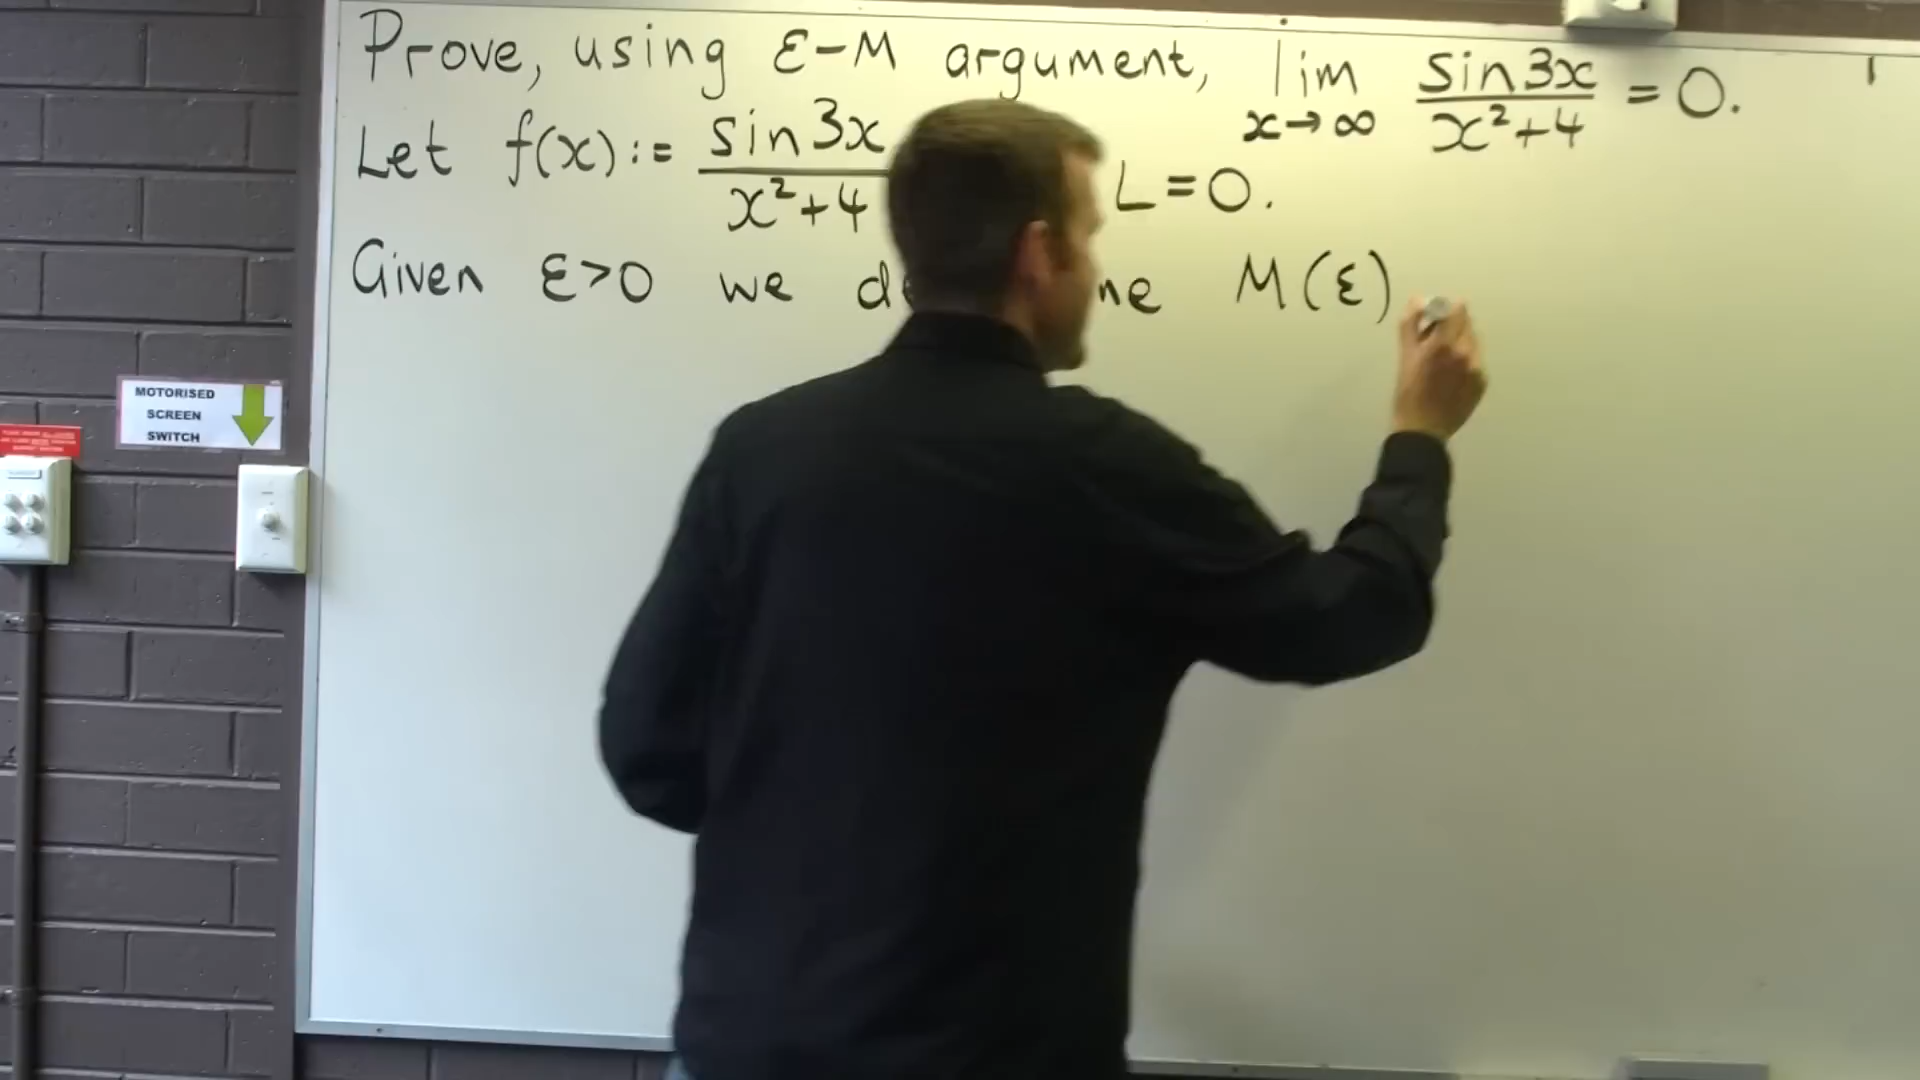 Prove, using ε-M argument, lim x→∞ sin3x/x²+4 = 0.
Let f(x) := sin3x/x²+4 L=0.
Given ε>0 we M(ε)
MOTORISED
SCREEN
SWITCH